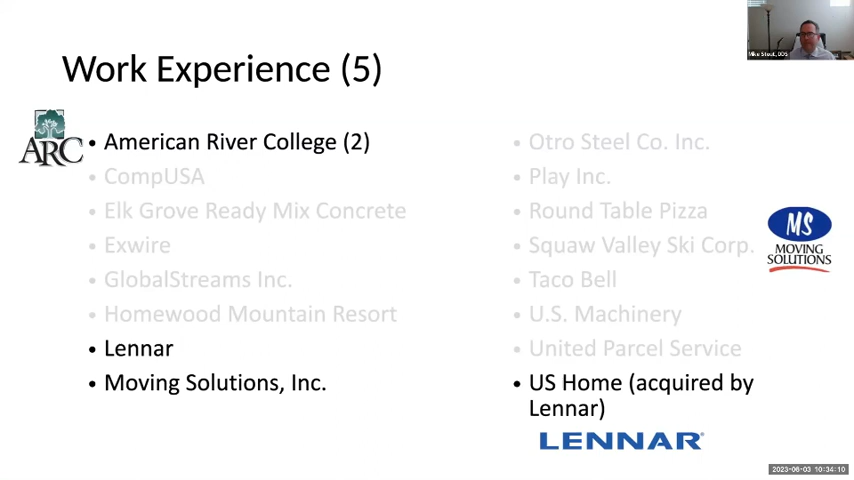 Work Experience (5)
ARC
• American River College (2)
• CompUSA
• Elk Grove Ready Mix Concrete
• Exwire
• GlobalStreams Inc.
• Homewood Mountain Resort
• Lennar
• Moving Solutions, Inc.
• Otro Steel Co. Inc.
• Play Inc.
• Round Table Pizza
• Squaw Valley Ski Corp.
• Taco Bell
• U.S. Machinery
• United Parcel Service
• US Home (acquired by
Lennar)
MS
MOVING
SOLUTIONS
LENNAR
Mike Stout, DDS
2023-06-03 10:34:10